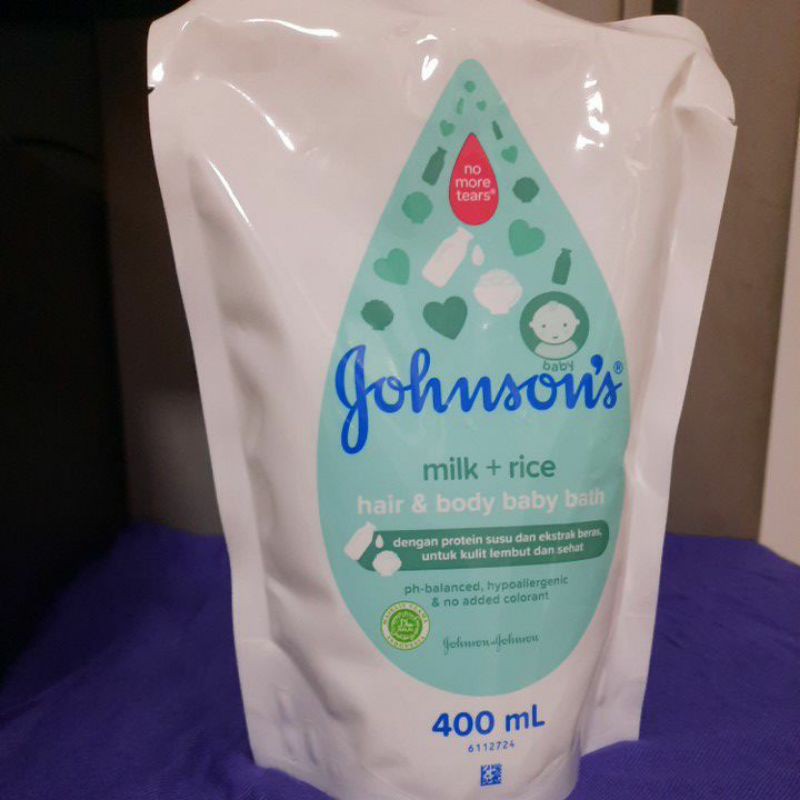 no
more
tears®
baby
Johnson's®
milk + rice
hair & body baby bath
dengan protein susu dan ekstrak beras,
untuk kulit lembut dan sehat
ph-balanced, hypoallergenic
& no added colorant
Johnson & Johnson
400 mL
6112724